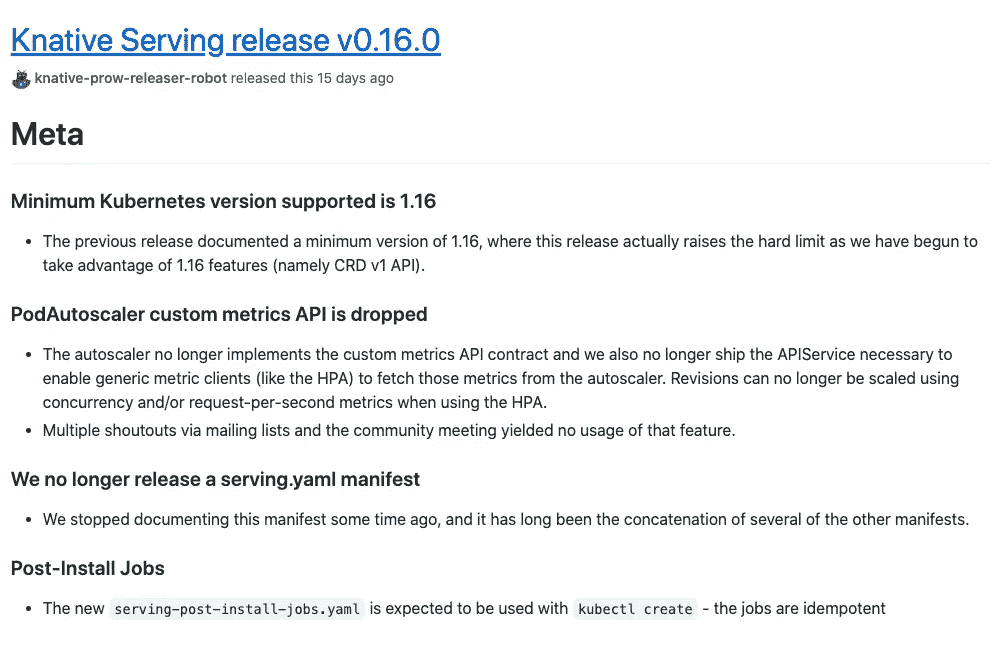 Knative Serving release v0.16.0
knative-prow-releaser-robot released this 15 days ago
Meta
Minimum Kubernetes version supported is 1.16
• The previous release documented a minimum version of 1.16, where this release actually raises the hard limit as we have begun to
take advantage of 1.16 features (namely CRD v1 API).
PodAutoscaler custom metrics API is dropped
• The autoscaler no longer implements the custom metrics API contract and we also no longer ship the APIService necessary to
enable generic metric clients (like the HPA) to fetch those metrics from the autoscaler. Revisions can no longer be scaled using
concurrency and/or request-per-second metrics when using the HPA.
• Multiple shoutouts via mailing lists and the community meeting yielded no usage of that feature.
We no longer release a serving.yaml manifest
• We stopped documenting this manifest some time ago, and it has long been the concatenation of several of the other manifests.
Post-Install Jobs
• The new serving-post-install-jobs.yaml is expected to be used with kubectl create - the jobs are idempotent